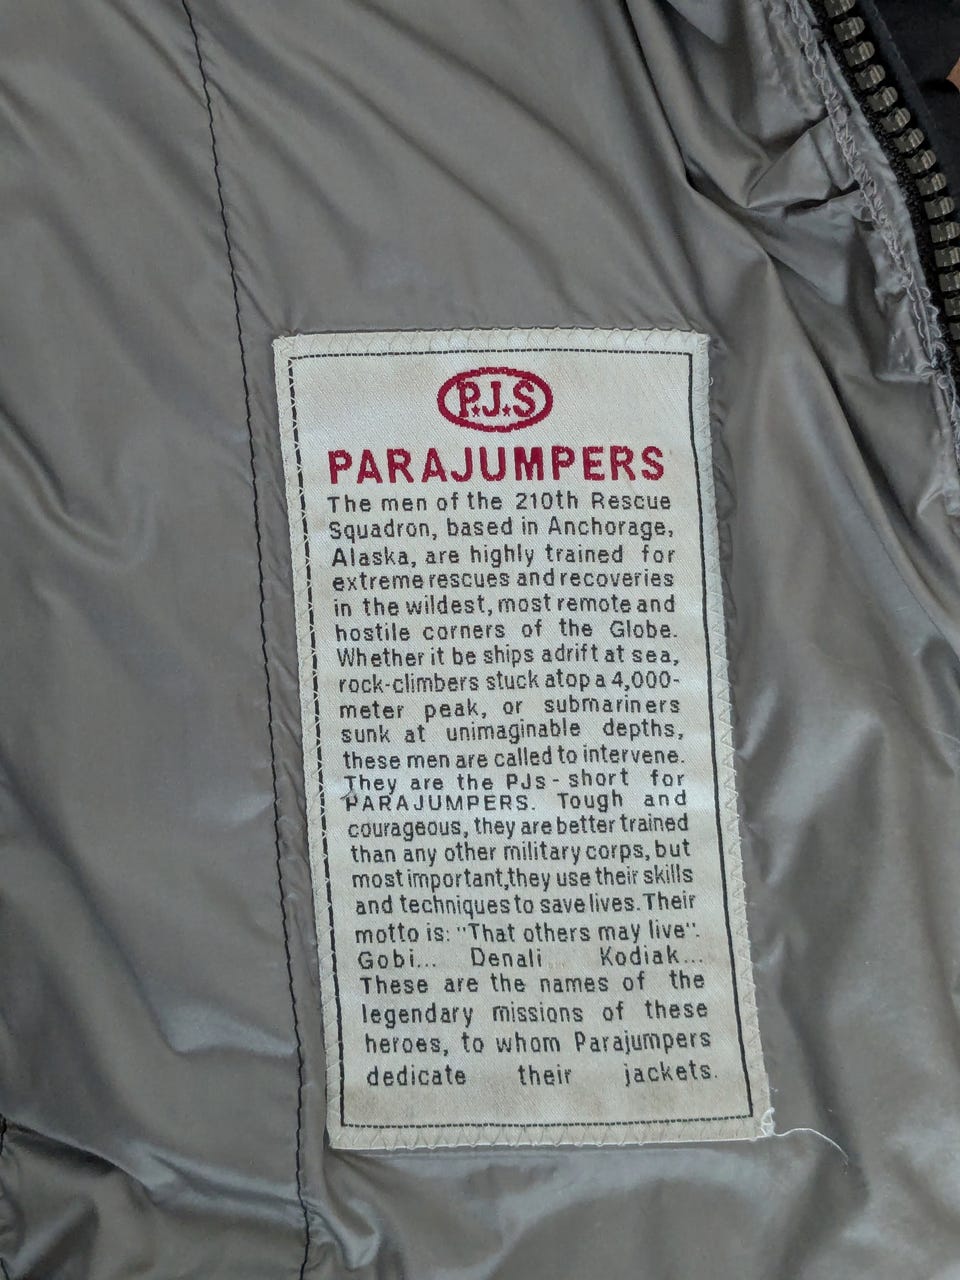 P.J.S
PARAJUMPERS
The men of the 210th Rescue
Squadron, based in Anchorage,
Alaska, are highly trained for
extreme rescues and recoveries
in the wildest, most remote and
hostile corners of the Globe.
Whether it be ships adrift at sea,
rock-climbers stuck atop a 4,000-
meter peak, or submariners
sunk at unimaginable depths,
these men are called to intervene.
They are the PJs - short for
PARAJUMPERS. Tough and
courageous, they are better trained
than any other military corps, but
most important,they use their skills
and techniques to save lives. Their
motto is: "That others may live".
Gobi... Denali... Kodiak...
These are the names of the
legendary missions of these
heroes, to whom Parajumpers
dedicate their jackets.